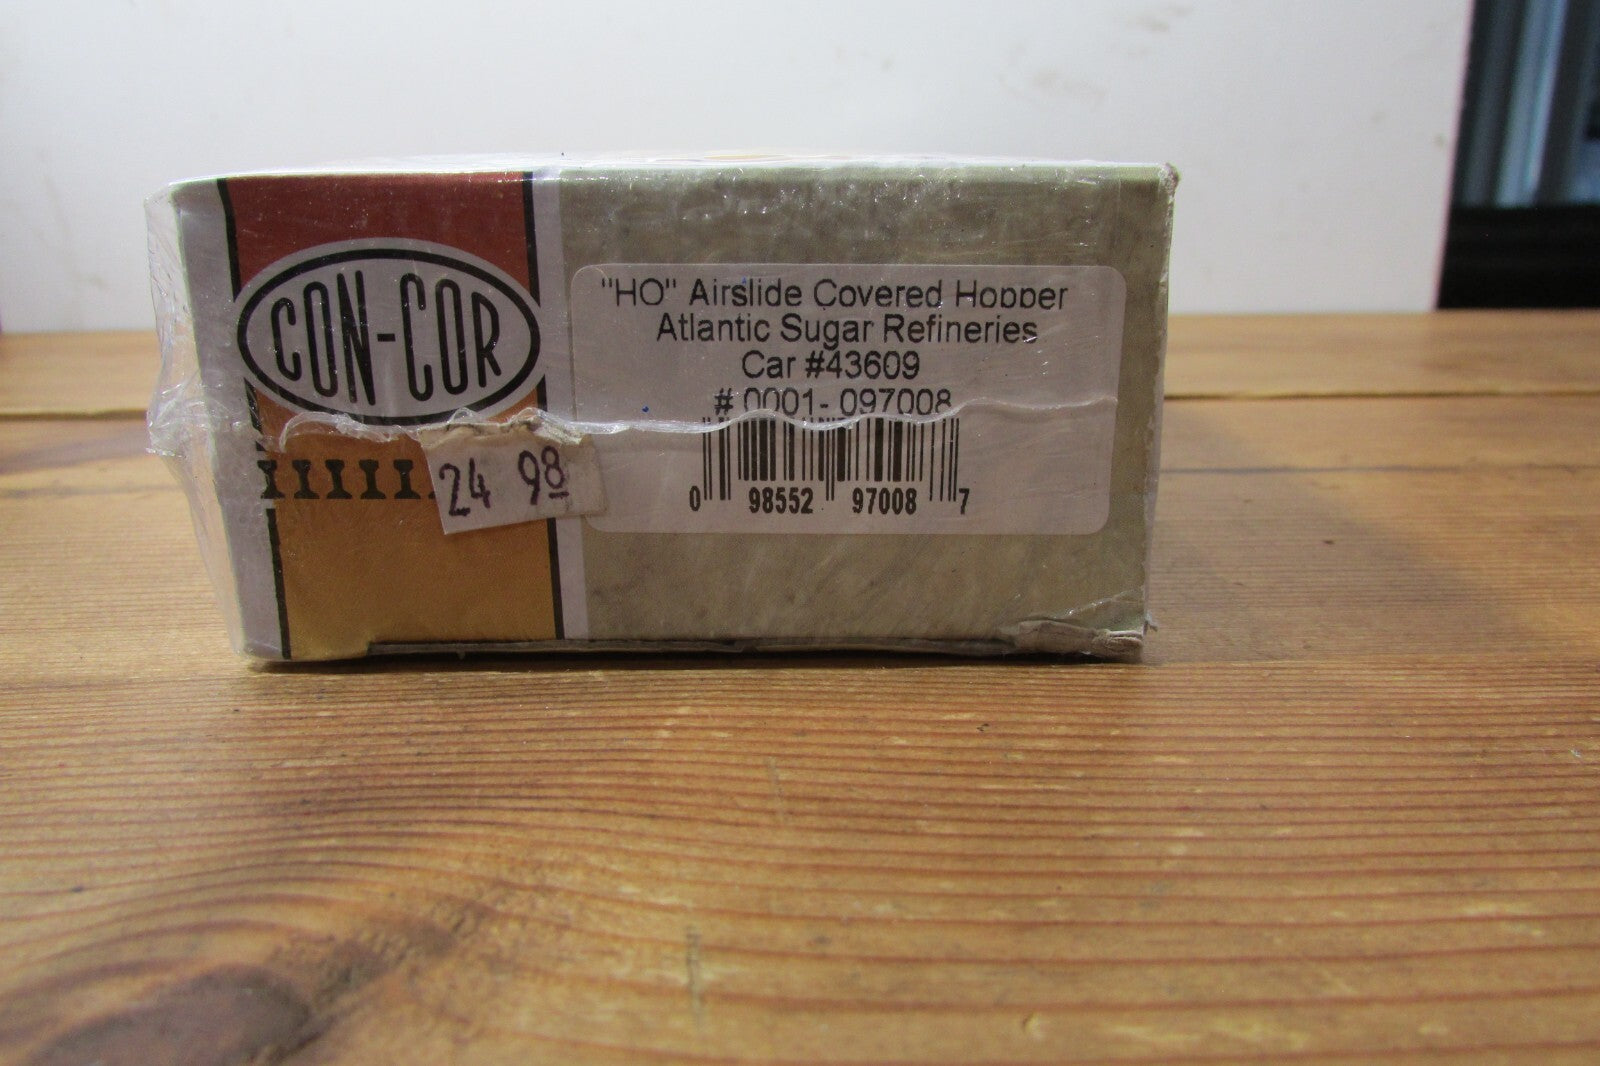 CON-COR
"HO" Airslide Covered Hopper
Atlantic Sugar Refineries
Car #43609
# 0001- 097008
24 98
0 98552 97008 7